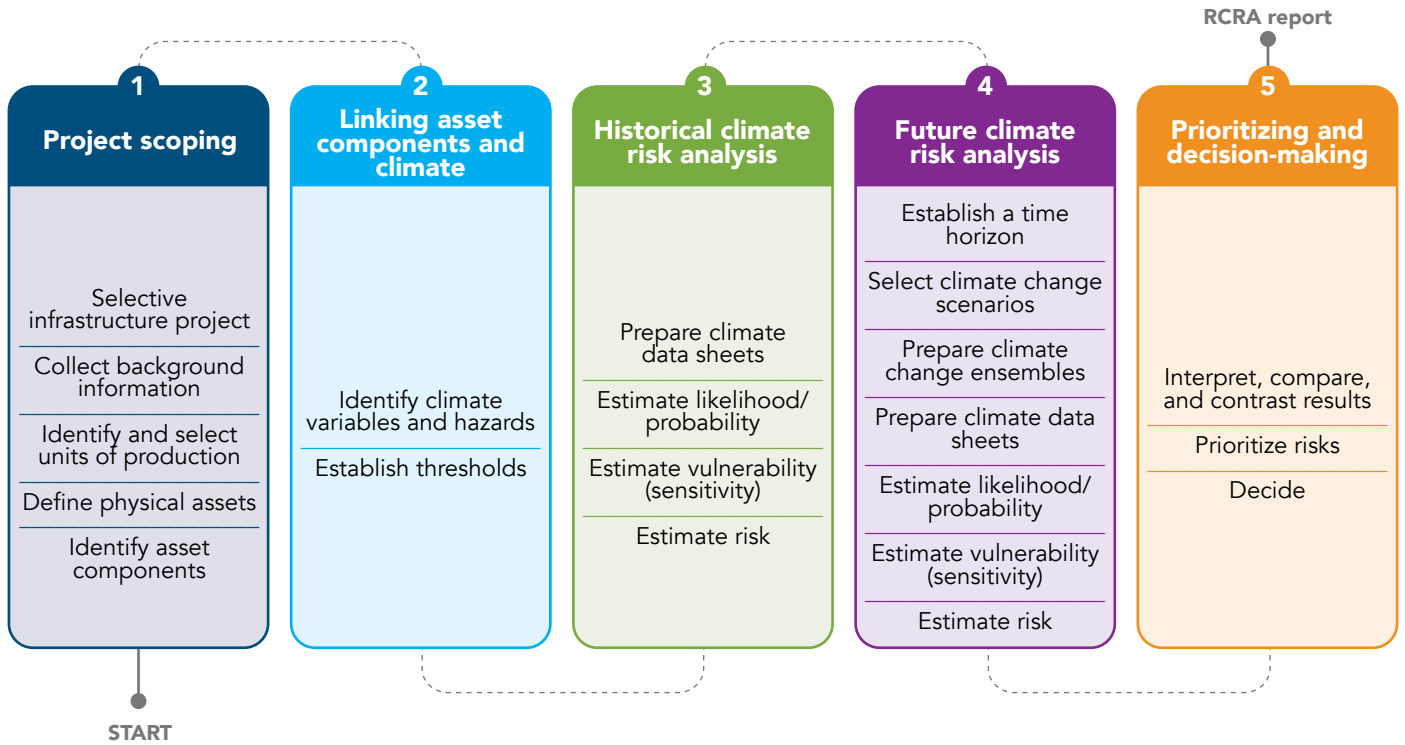 RCRA report
1
Project scoping
Selective
infrastructure project
Collect background
information
Identify and select
units of production
Define physical assets
Identify asset
components
START
2
Linking asset
components and
climate
Identify climate
variables and hazards
Establish thresholds
3
Historical climate
risk analysis
Prepare climate
data sheets
Estimate likelihood/
probability
Estimate vulnerability
(sensitivity)
Estimate risk
4
Future climate
risk analysis
Establish a time
horizon
Select climate change
scenarios
Prepare climate
change ensembles
Prepare climate data
sheets
Estimate likelihood/
probability
Estimate vulnerability
(sensitivity)
Estimate risk
5
Prioritizing and
decision-making
Interpret, compare,
and contrast results
Prioritize risks
Decide